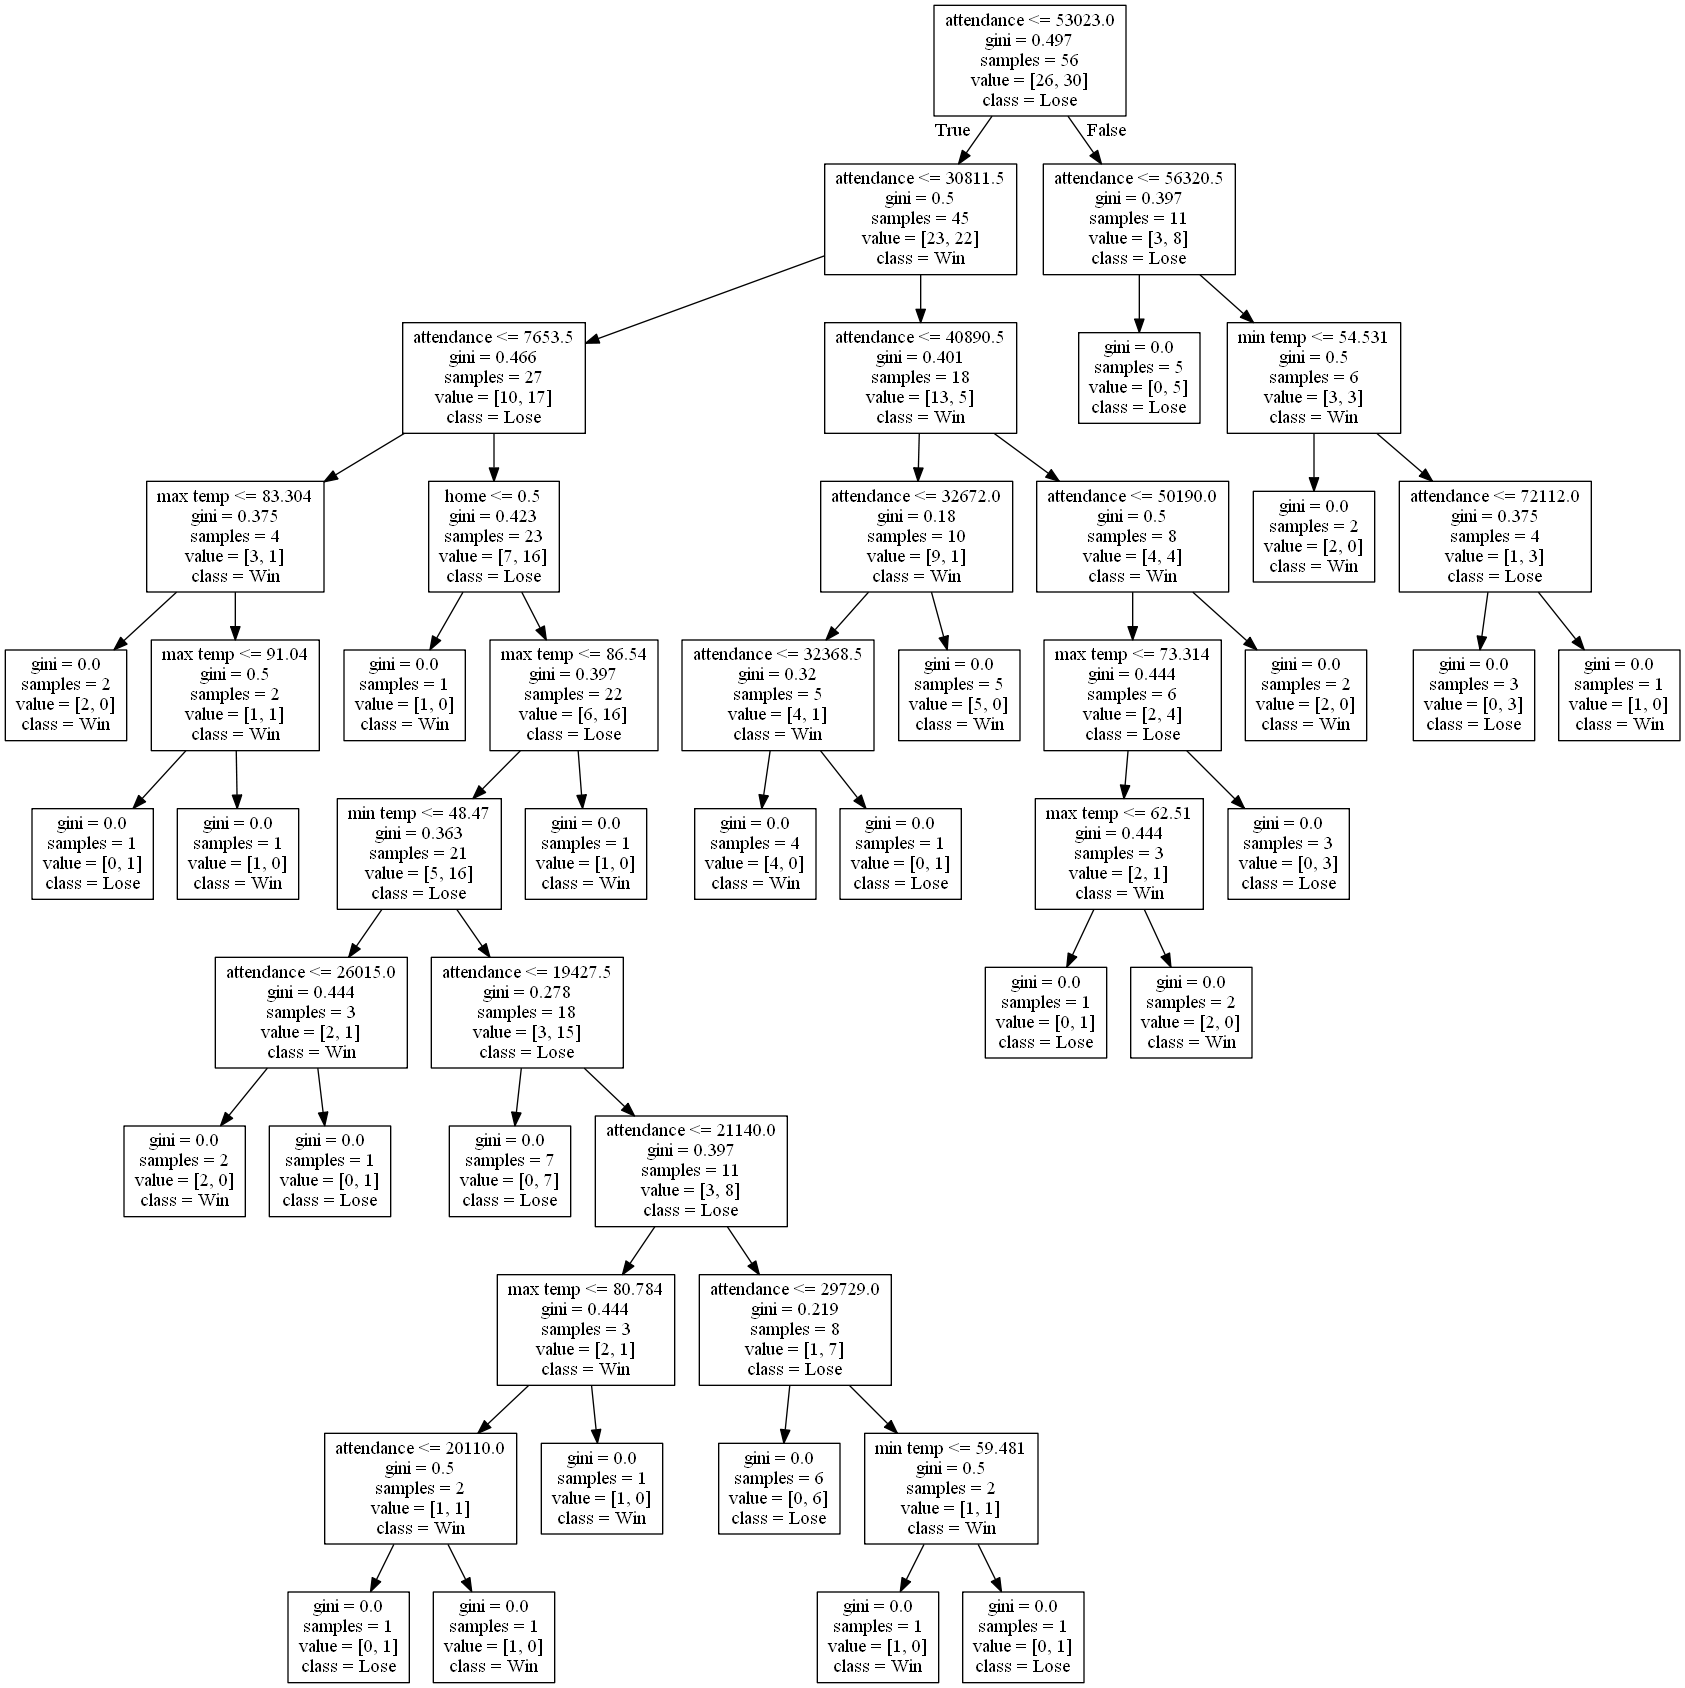 attendance <= 53023.0
gini = 0.497
samples = 56
value = [26, 30]
class = Lose
True
False
attendance <= 30811.5
gini = 0.5
samples = 45
value = [23, 22]
class = Win
attendance <= 56320.5
gini = 0.397
samples = 11
value = [3, 8]
class = Lose
attendance <= 7653.5
gini = 0.466
samples = 27
value = [10, 17]
class = Lose
attendance <= 40890.5
gini = 0.401
samples = 18
value = [13, 5]
class = Win
gini = 0.0
samples = 5
value = [0, 5]
class = Lose
min temp <= 54.531
gini = 0.5
samples = 6
value = [3, 3]
class = Win
max temp <= 83.304
gini = 0.375
samples = 4
value = [3, 1]
class = Win
home <= 0.5
gini = 0.423
samples = 23
value = [7, 16]
class = Lose
attendance <= 32672.0
gini = 0.18
samples = 10
value = [9, 1]
class = Win
attendance <= 50190.0
gini = 0.5
samples = 8
value = [4, 4]
class = Win
gini = 0.0
samples = 2
value = [2, 0]
class = Win
attendance <= 72112.0
gini = 0.375
samples = 4
value = [1, 3]
class = Lose
gini = 0.0
samples = 2
value = [2, 0]
class = Win
max temp <= 91.04
gini = 0.5
samples = 2
value = [1, 1]
class = Win
gini = 0.0
samples = 1
value = [1, 0]
class = Win
max temp <= 86.54
gini = 0.397
samples = 22
value = [6, 16]
class = Lose
attendance <= 32368.5
gini = 0.32
samples = 5
value = [4, 1]
class = Win
gini = 0.0
samples = 5
value = [5, 0]
class = Win
max temp <= 73.314
gini = 0.444
samples = 6
value = [2, 4]
class = Lose
gini = 0.0
samples = 2
value = [2, 0]
class = Win
gini = 0.0
samples = 3
value = [0, 3]
class = Lose
gini = 0.0
samples = 1
value = [1, 0]
class = Win
gini = 0.0
samples = 1
value = [0, 1]
class = Lose
gini = 0.0
samples = 1
value = [1, 0]
class = Win
min temp <= 48.47
gini = 0.363
samples = 21
value = [5, 16]
class = Lose
gini = 0.0
samples = 1
value = [1, 0]
class = Win
gini = 0.0
samples = 4
value = [4, 0]
class = Win
gini = 0.0
samples = 1
value = [0, 1]
class = Lose
max temp <= 62.51
gini = 0.444
samples = 3
value = [2, 1]
class = Win
gini = 0.0
samples = 3
value = [0, 3]
class = Lose
attendance <= 26015.0
gini = 0.444
samples = 3
value = [2, 1]
class = Win
attendance <= 19427.5
gini = 0.278
samples = 18
value = [3, 15]
class = Lose
gini = 0.0
samples = 1
value = [0, 1]
class = Lose
gini = 0.0
samples = 2
value = [2, 0]
class = Win
gini = 0.0
samples = 2
value = [2, 0]
class = Win
gini = 0.0
samples = 1
value = [0, 1]
class = Lose
gini = 0.0
samples = 7
value = [0, 7]
class = Lose
attendance <= 21140.0
gini = 0.397
samples = 11
value = [3, 8]
class = Lose
max temp <= 80.784
gini = 0.444
samples = 3
value = [2, 1]
class = Win
attendance <= 29729.0
gini = 0.219
samples = 8
value = [1, 7]
class = Lose
attendance <= 20110.0
gini = 0.5
samples = 2
value = [1, 1]
class = Win
gini = 0.0
samples = 1
value = [1, 0]
class = Win
gini = 0.0
samples = 6
value = [0, 6]
class = Lose
min temp <= 59.481
gini = 0.5
samples = 2
value = [1, 1]
class = Win
gini = 0.0
samples = 1
value = [0, 1]
class = Lose
gini = 0.0
samples = 1
value = [1, 0]
class = Win
gini = 0.0
samples = 1
value = [1, 0]
class = Win
gini = 0.0
samples = 1
value = [0, 1]
class = Lose